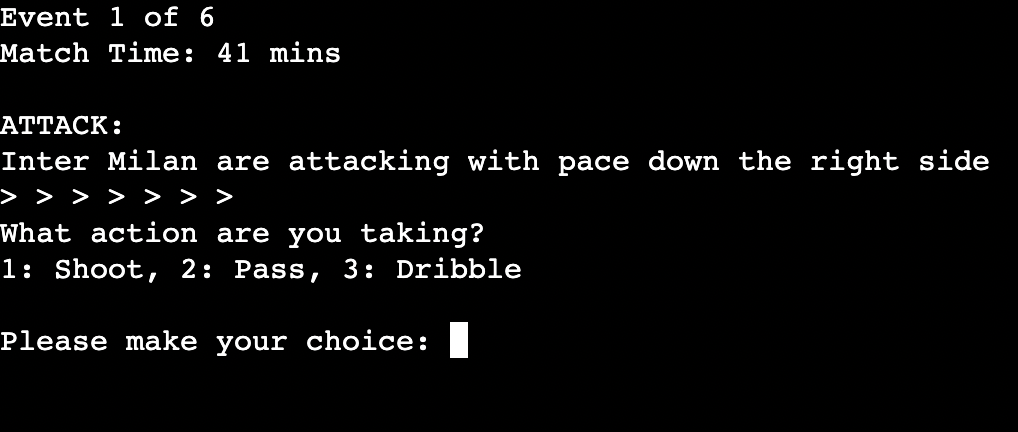 Event 1 of 6
Match Time: 41 mins
ATTACK:
Inter Milan are attacking with pace down the right side
> > > > > > >
What action are you taking?
1: Shoot, 2: Pass, 3: Dribble
Please make your choice: